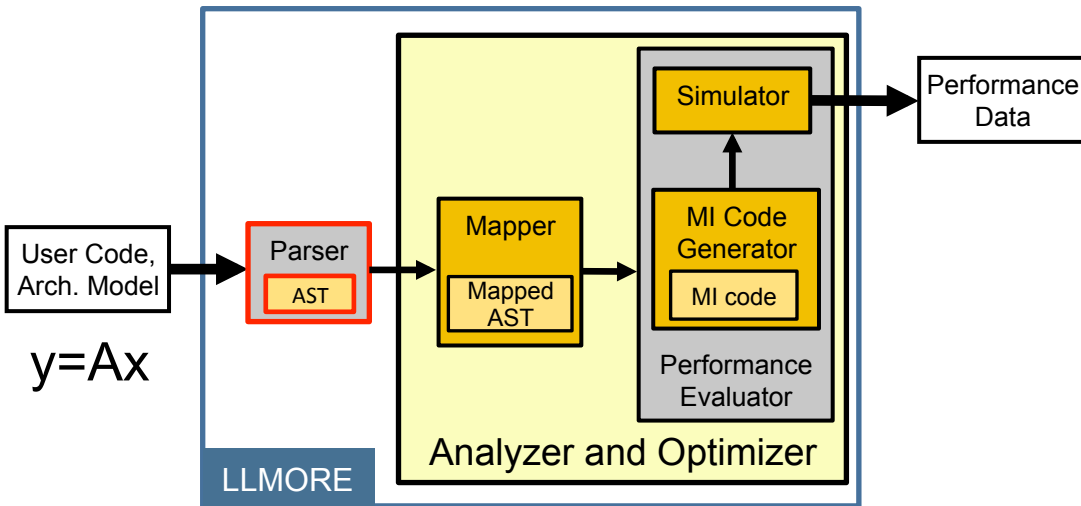 User Code,
Arch. Model
y=Ax
Parser
AST
Mapper
Mapped
AST
Simulator
MI Code
Generator
MI code
Performance
Evaluator
Analyzer and Optimizer
LLMORE
Performance
Data